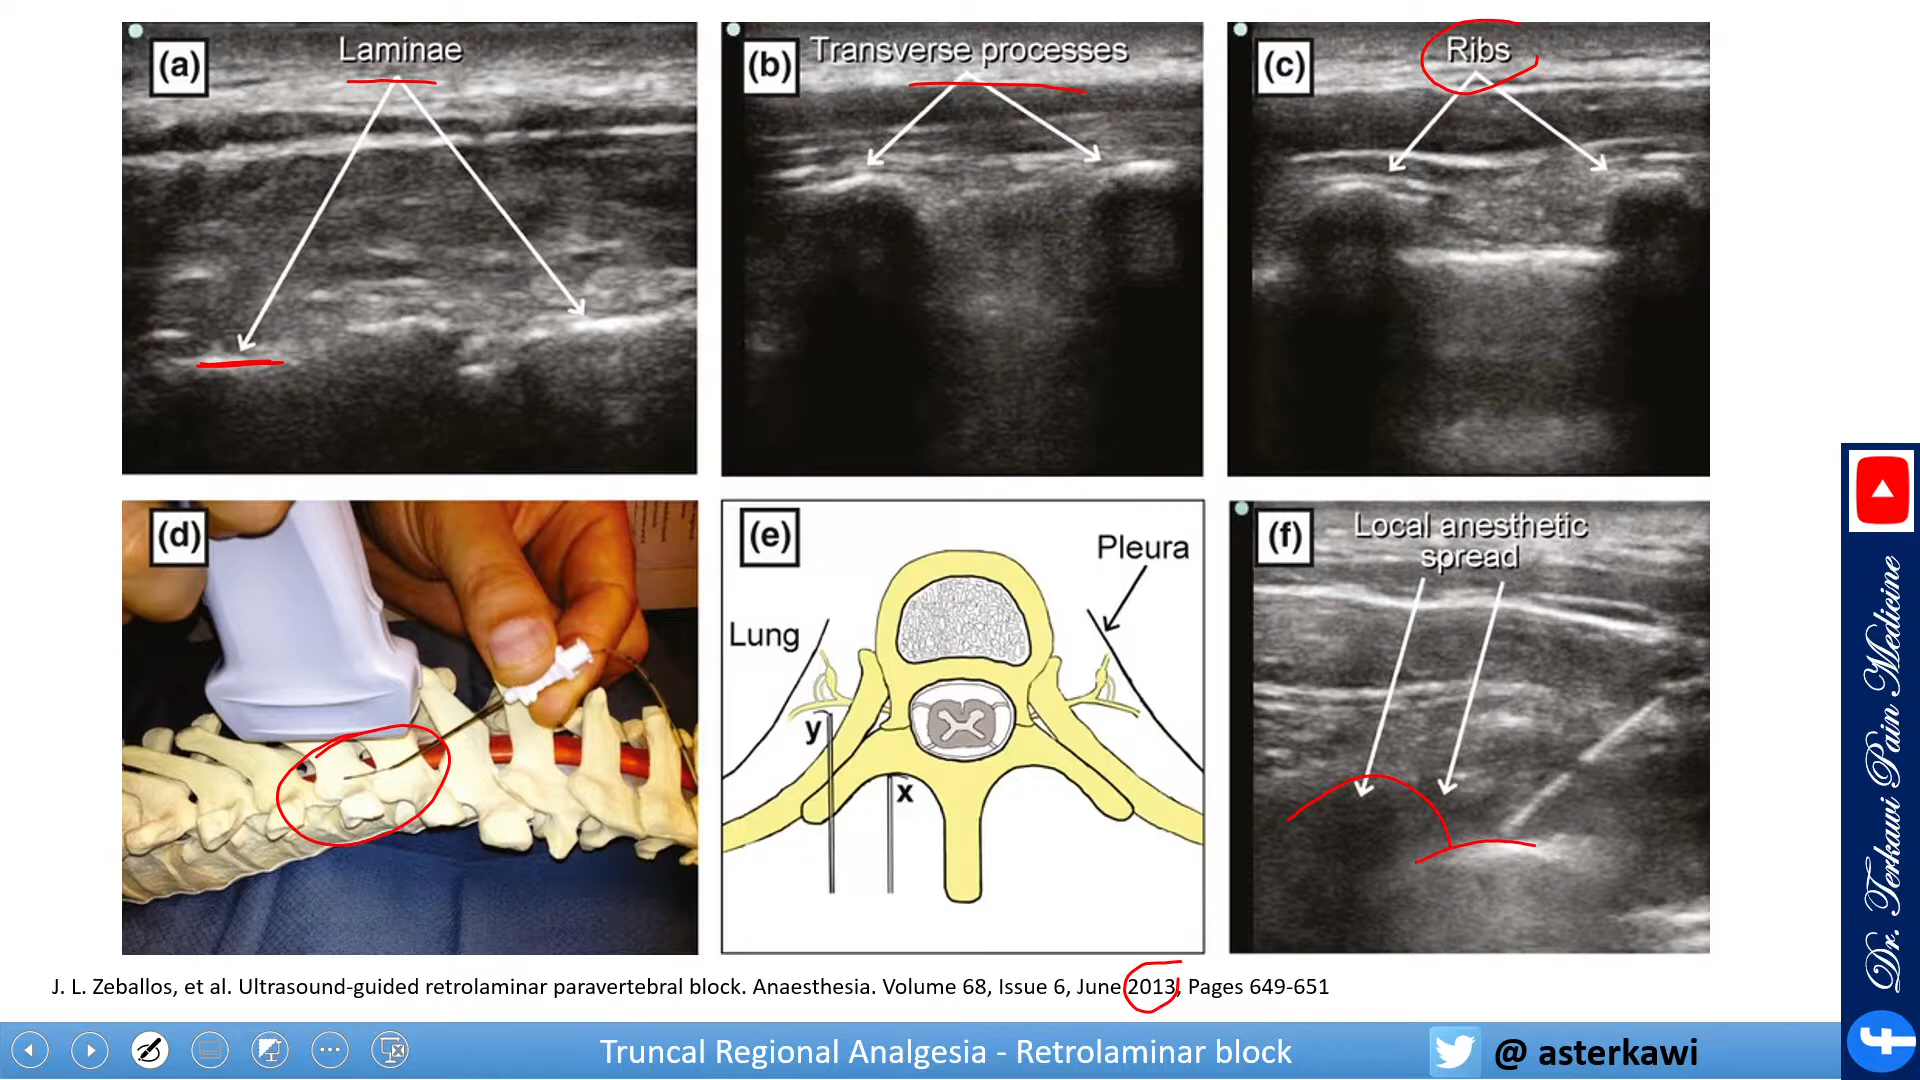 (a)
Laminae
(b)
Transverse processes
(c)
Ribs
(d)
(e)
Pleura
Lung
y
x
(f)
Local anesthetic
spread
J. L. Zeballos, et al. Ultrasound-guided retrolaminar paravertebral block. Anaesthesia. Volume 68, Issue 6, June 2013, Pages 649-651
Truncal Regional Analgesia - Retrolaminar block
@ asterkawi
Dr. Terkawi Pain Medicine